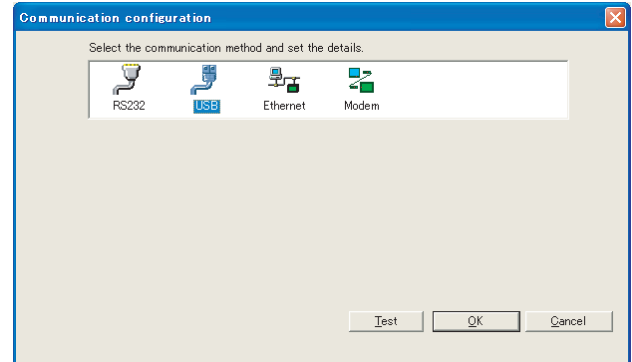 Communication configuration
Select the communication method and set the details.
RS232 USB Ethernet Modem
Test OK Cancel